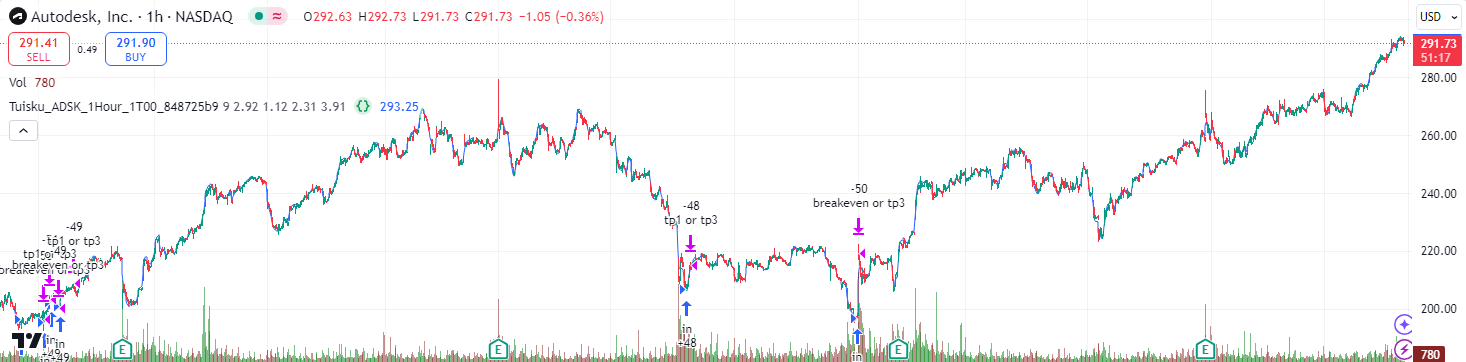 Autodesk, Inc. · 1h · NASDAQ O292.63 H292.73 L291.73 C291.73 −1.05 (−0.36%)
USD
291.41
SELL
0.49
291.90
BUY
291.73
51:17
Vol 780
280.00
Tuisku_ADSK_1Hour_1T00_848725b9 9 2.92 1.12 2.31 3.91 293.25
260.00
240.00
-50
breakeven or tp3
-48
tp1 or tp3
-49
tp1 or tp3
220.00
breakeven or tp3
200.00
in
+48
in
in
+49
E
E
E
E
780